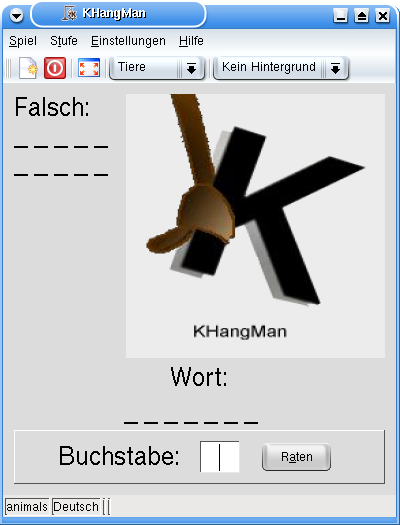 KHangMan
Spiel Stufe Einstellungen Hilfe
Tiere Kein Hintergrund
Falsch:
_ _ _ _ _
_ _ _ _ _
K
KHangMan
Wort:
_ _ _ _ _ _ _
Buchstabe: Raten
animals Deutsch